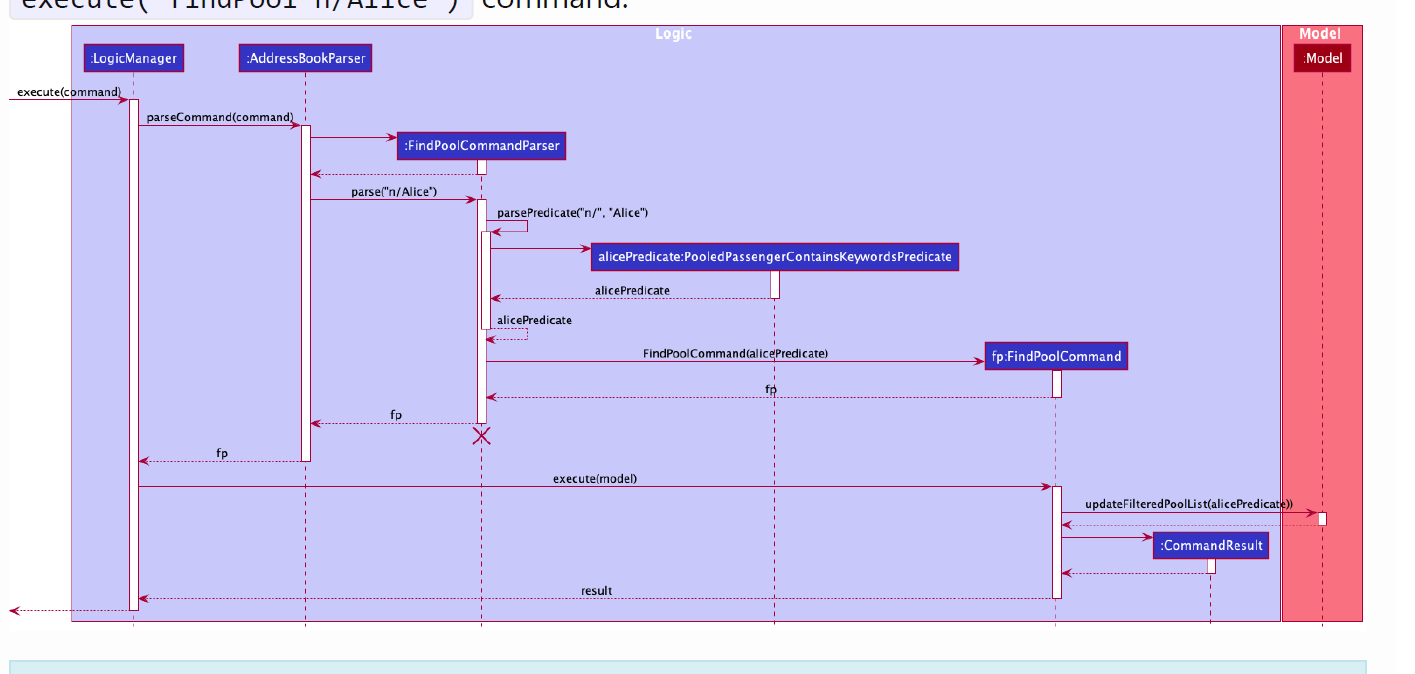 execute("findPool n/Alice") command.
Logic
Model
:LogicManager
:AddressBookParser
:Model
execute(command)
parseCommand(command)
:FindPoolCommandParser
parse("n/Alice")
parsePredicate("n/", "Alice")
alicePredicate:PooledPassengerContainsKeywordsPredicate
alicePredicate
alicePredicate
FindPoolCommand(alicePredicate)
fp:FindPoolCommand
fp
fp
fp
execute(model)
updateFilteredPoolList(alicePredicate))
:CommandResult
result